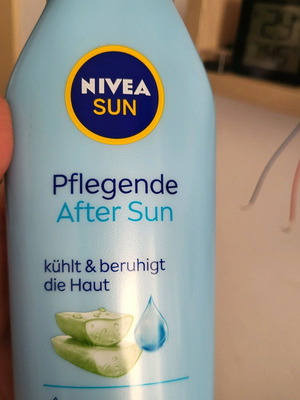 NIVEA
SUN
Pflegende
After Sun
kühlt & beruhigt
die Haut